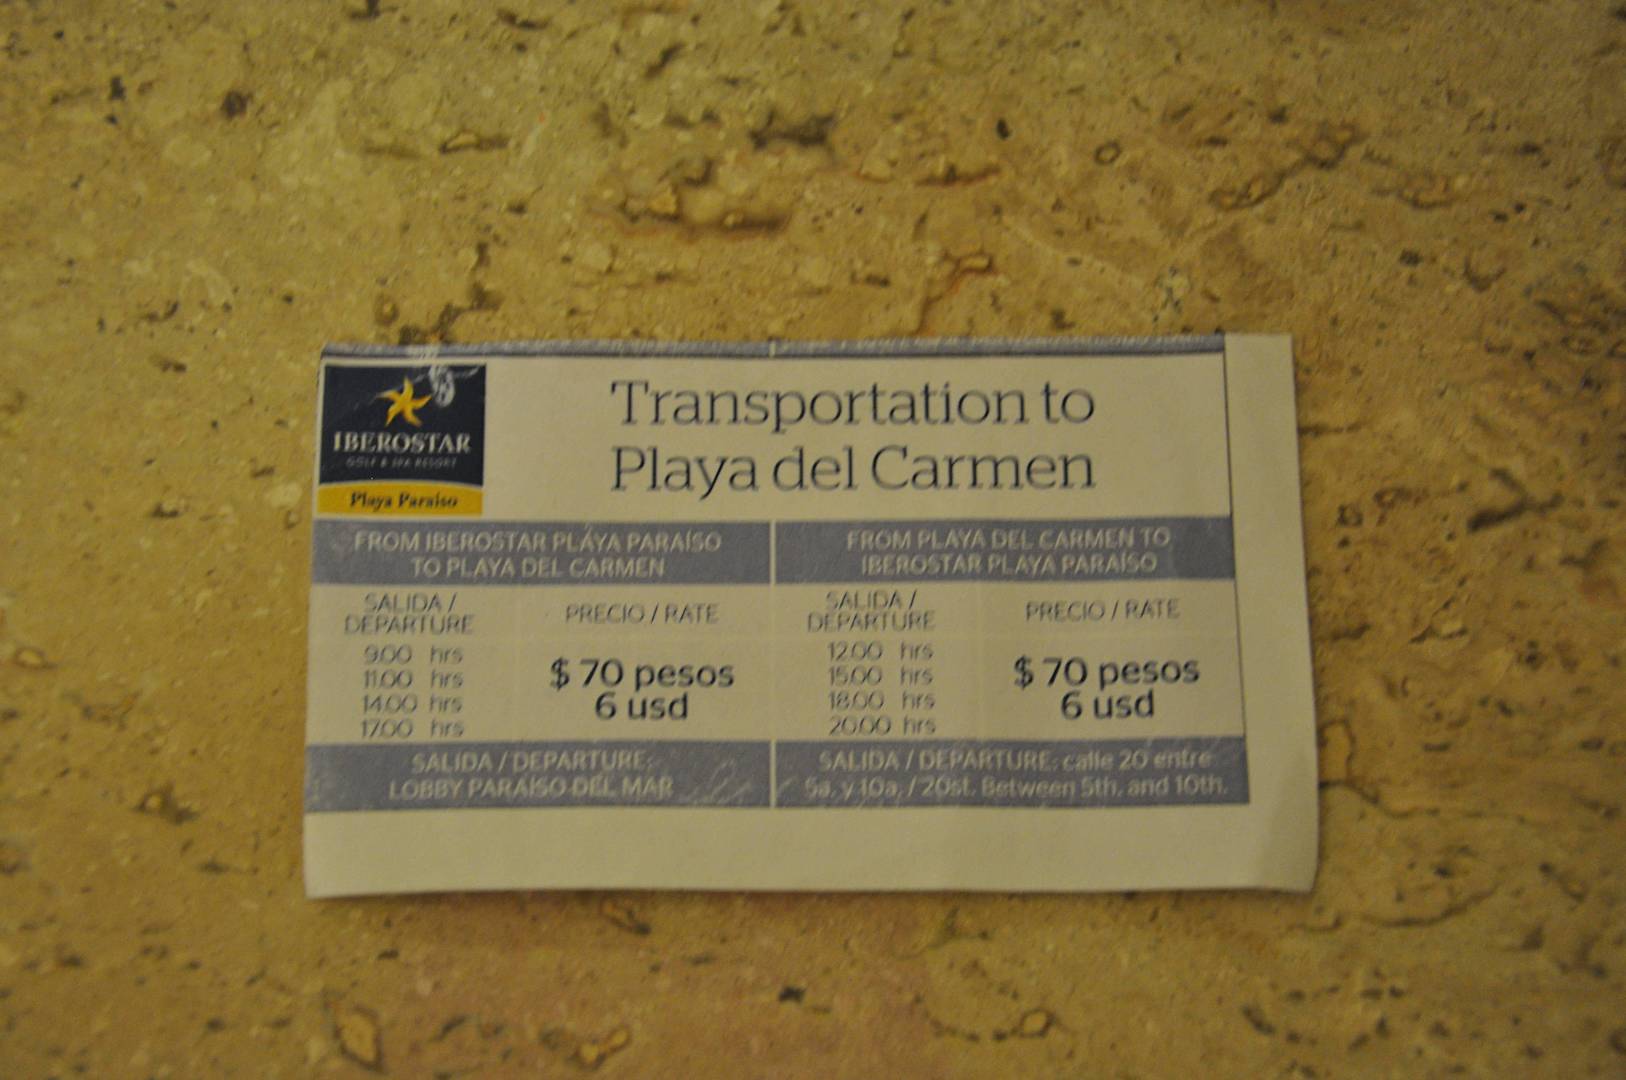 IBEROSTAR
GOLF & SPA RESORT
Playa Paraíso
Transportation to
Playa del Carmen
FROM IBEROSTAR PLAYA PARAÍSO
TO PLAYA DEL CARMEN
SALIDA /
DEPARTURE
PRECIO / RATE
9.00 hrs
11.00 hrs
14.00 hrs
17.00 hrs
$ 70 pesos
6 usd
SALIDA / DEPARTURE:
LOBBY PARAÍSO DEL MAR
FROM PLAYA DEL CARMEN TO
IBEROSTAR PLAYA PARAÍSO
SALIDA /
DEPARTURE
PRECIO / RATE
12.00 hrs
15.00 hrs
18.00 hrs
20.00 hrs
$ 70 pesos
6 usd
SALIDA / DEPARTURE: calle 20 entre
5a. y 10a. / 20st. Between 5th. and 10th.